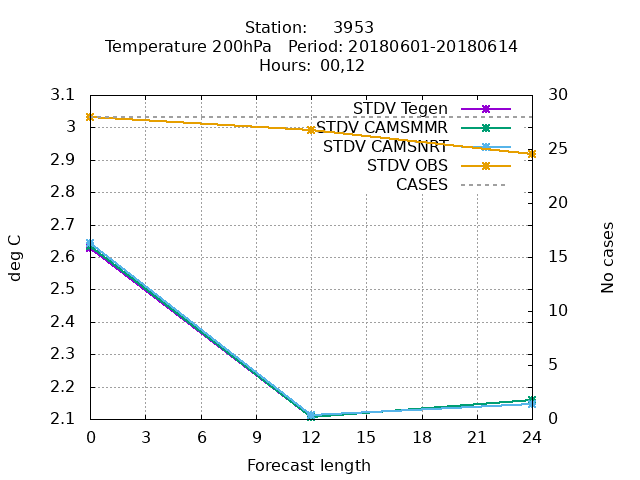 Station:     3953
Temperature 200hPa   Period: 20180601-20180614
Hours:  00,12
3.1
3
2.9
2.8
2.7
2.6
2.5
2.4
2.3
2.2
2.1
deg C
STDV Tegen
STDV CAMSMMR
STDV CAMSNRT
STDV OBS
CASES
30
25
20
15
10
5
0
No cases
0 3 6 9 12 15 18 21 24
Forecast length